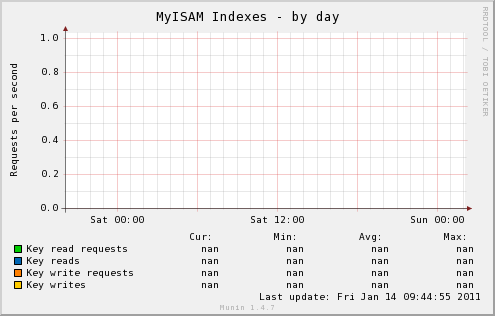 MyISAM Indexes - by day
RRDTOOL / TOBI OETIKER
Requests per second
1.0
0.8
0.6
0.4
0.2
0.0
Sat 00:00 Sat 12:00 Sun 00:00
Cur: Min: Avg: Max:
Key read requests nan nan nan nan
Key reads nan nan nan nan
Key write requests nan nan nan nan
Key writes nan nan nan nan
Last update: Fri Jan 14 09:44:55 2011
Munin 1.4.7